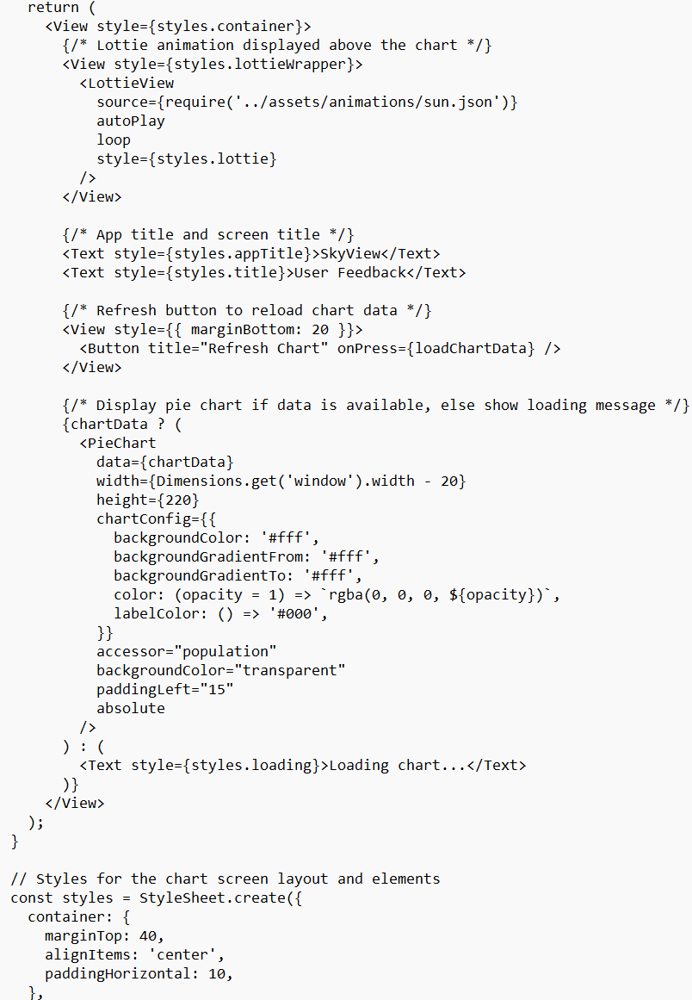 return (
    <View style={styles.container}>
      {/* Lottie animation displayed above the chart */}
      <View style={styles.lottieWrapper}>
        <LottieView
          source={require('../assets/animations/sun.json')}
          autoPlay
          loop
          style={styles.lottie}
        />
      </View>

      {/* App title and screen title */}
      <Text style={styles.appTitle}>SkyView</Text>
      <Text style={styles.title}>User Feedback</Text>

      {/* Refresh button to reload chart data */}
      <View style={{ marginBottom: 20 }}>
        <Button title="Refresh Chart" onPress={loadChartData} />
      </View>

      {/* Display pie chart if data is available, else show loading message */}
      {chartData ? (
        <PieChart
          data={chartData}
          width={Dimensions.get('window').width - 20}
          height={220}
          chartConfig={{
            backgroundColor: '#fff',
            backgroundGradientFrom: '#fff',
            backgroundGradientTo: '#fff',
            color: (opacity = 1) => `rgba(0, 0, 0, ${opacity})`,
            labelColor: () => '#000',
          }}
          accessor="population"
          backgroundColor="transparent"
          paddingLeft="15"
          absolute
        />
      ) : (
        <Text style={styles.loading}>Loading chart...</Text>
      )}
    </View>
  );
}

// Styles for the chart screen layout and elements
const styles = StyleSheet.create({
  container: {
    marginTop: 40,
    alignItems: 'center',
    paddingHorizontal: 10,
  },